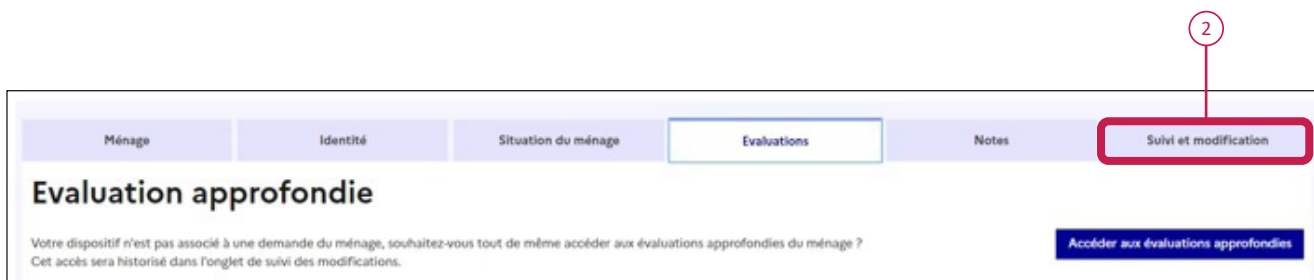 2
Ménage Identité Situation du ménage Evaluations Notes Suivi et modification
Evaluation approfondie
Votre dispositif n'est pas associé à une demande du ménage, souhaitez-vous tout de même accéder aux évaluations approfondies du ménage ?
Cet accès sera historisé dans l'onglet de suivi des modifications.
Accéder aux évaluations approfondies